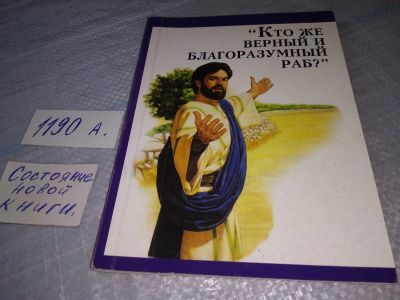 “Кто же
верный и
благоразумный
раб?”
1190 А.
Состояние
новой
книги.